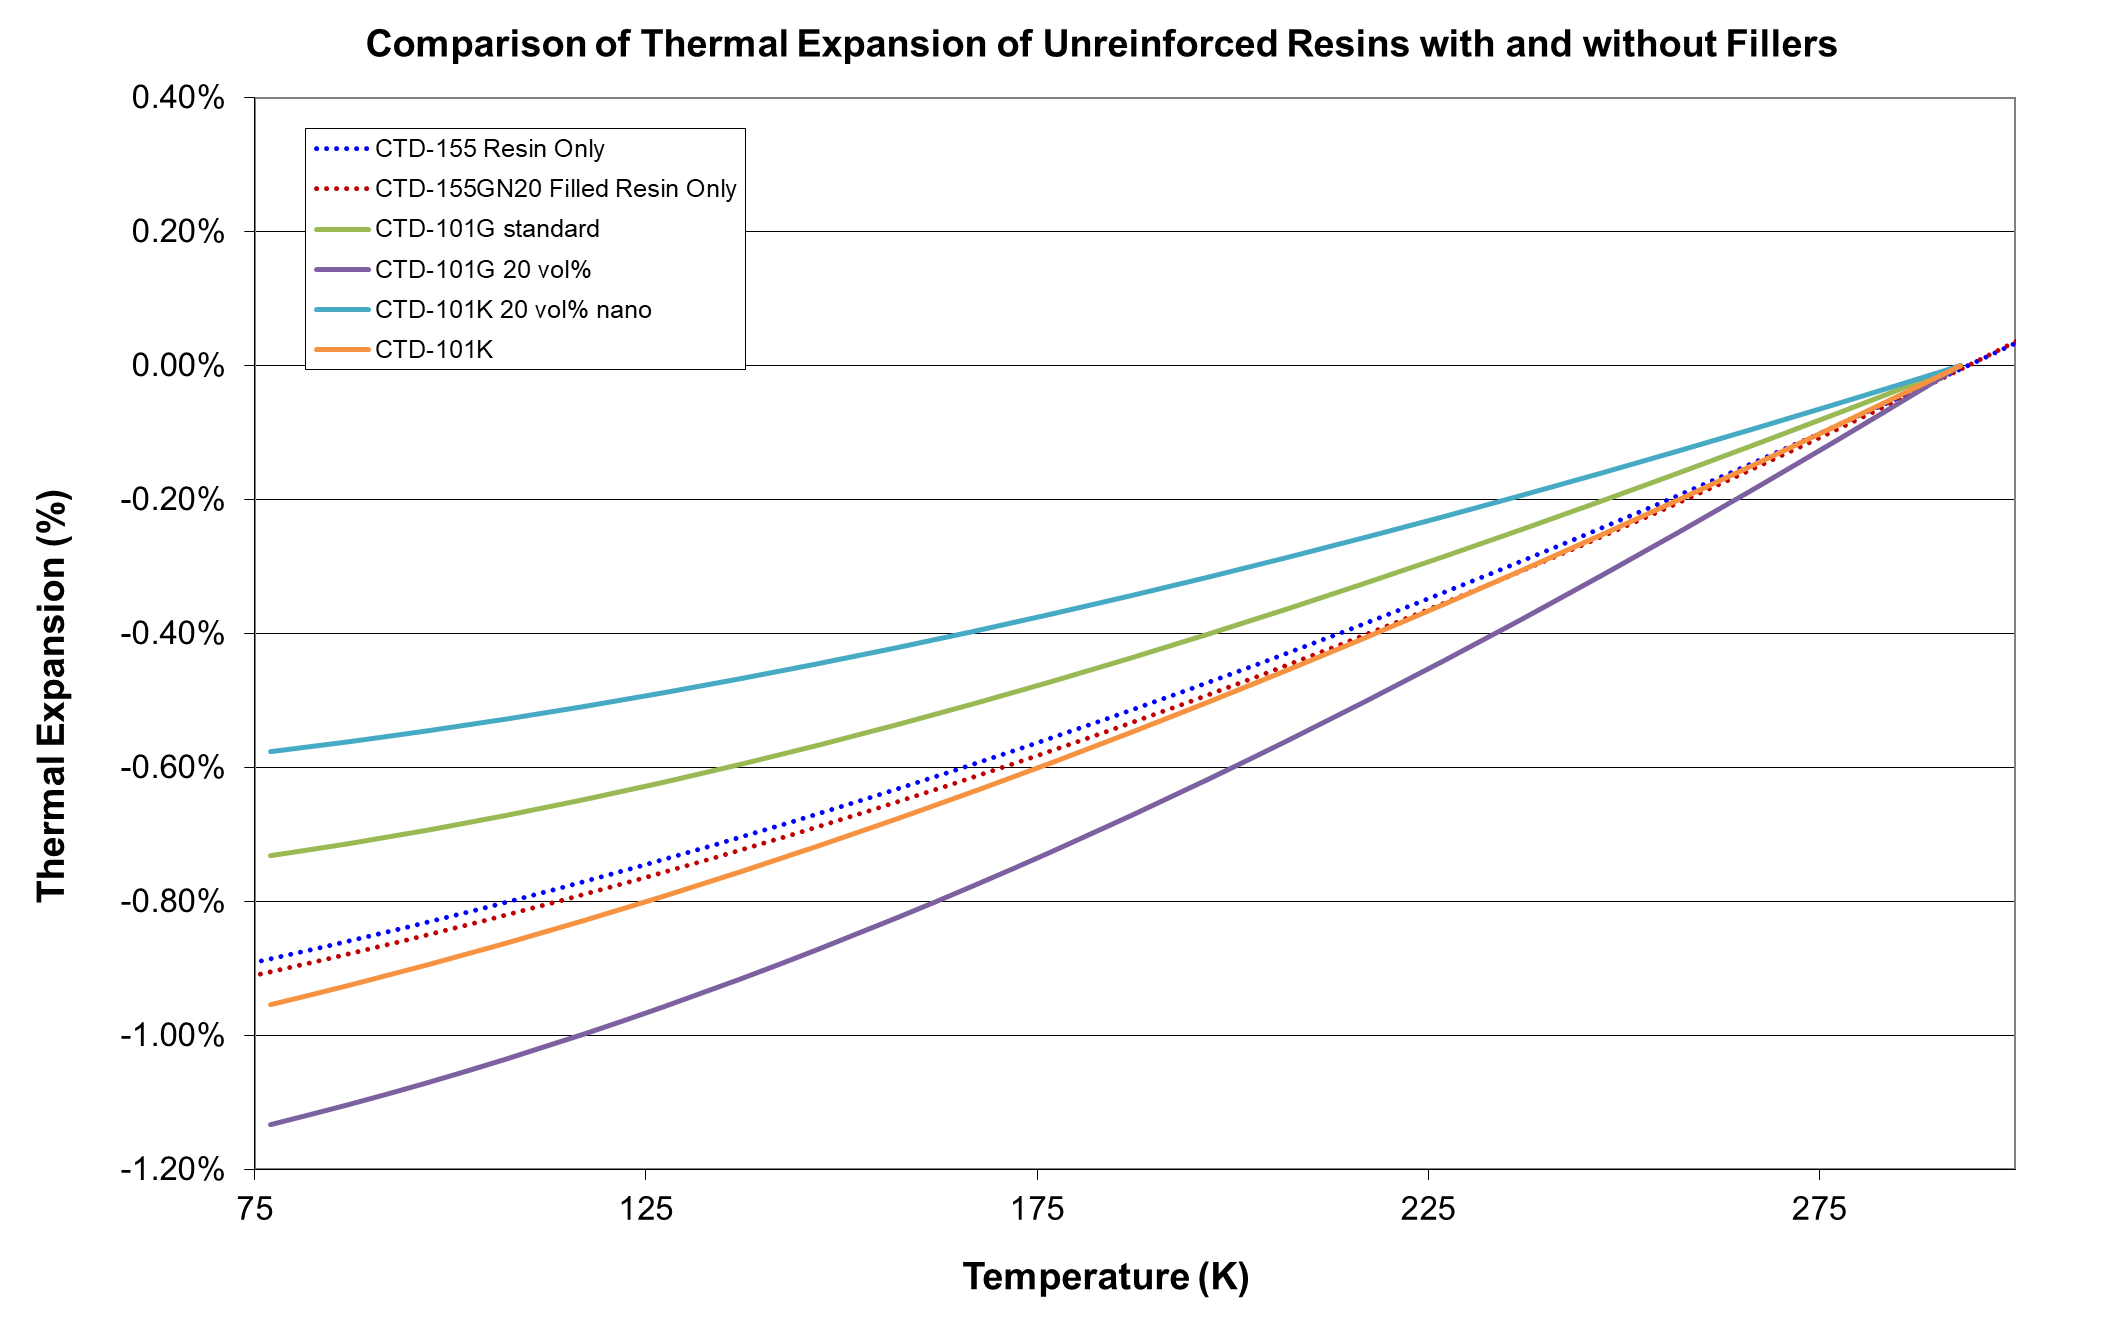 Comparison of Thermal Expansion of Unreinforced Resins with and without Fillers
0.40%
0.20%
0.00%
-0.20%
-0.40%
-0.60%
-0.80%
-1.00%
-1.20%
Thermal Expansion (%)
CTD-155 Resin Only
CTD-155GN20 Filled Resin Only
CTD-101G standard
CTD-101G 20 vol%
CTD-101K 20 vol% nano
CTD-101K
75 125 175 225 275
Temperature (K)